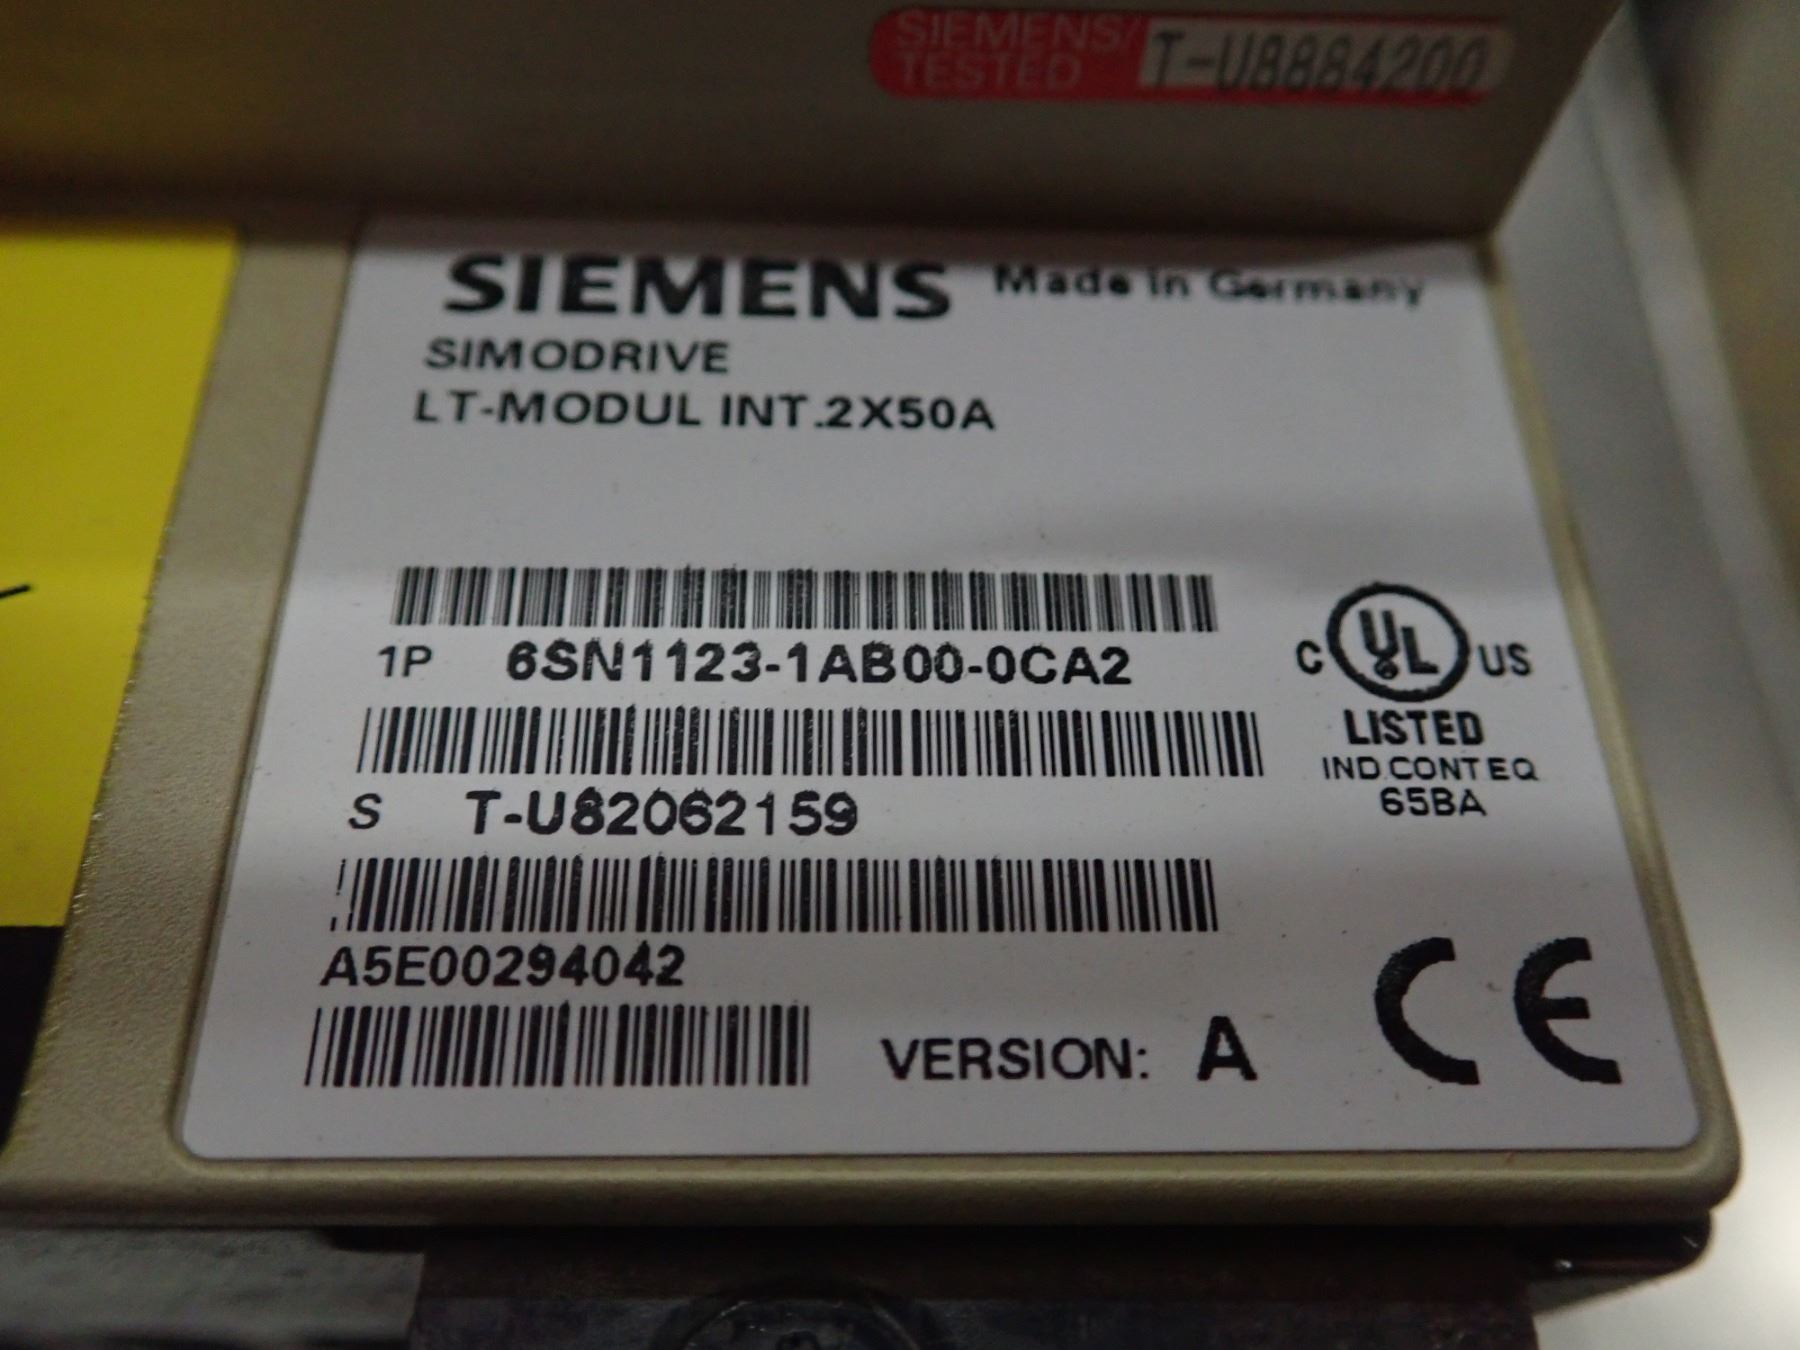 SIEMENS/
TESTED
T-U8884200
SIEMENS Made in Germany
SIMODRIVE
LT-MODUL INT.2X50A
1P 6SN1123-1AB00-0CA2
C UL US
LISTED
IND.CONT EQ
65BA
S T-U82062159
A5E00294042
VERSION: A
CE